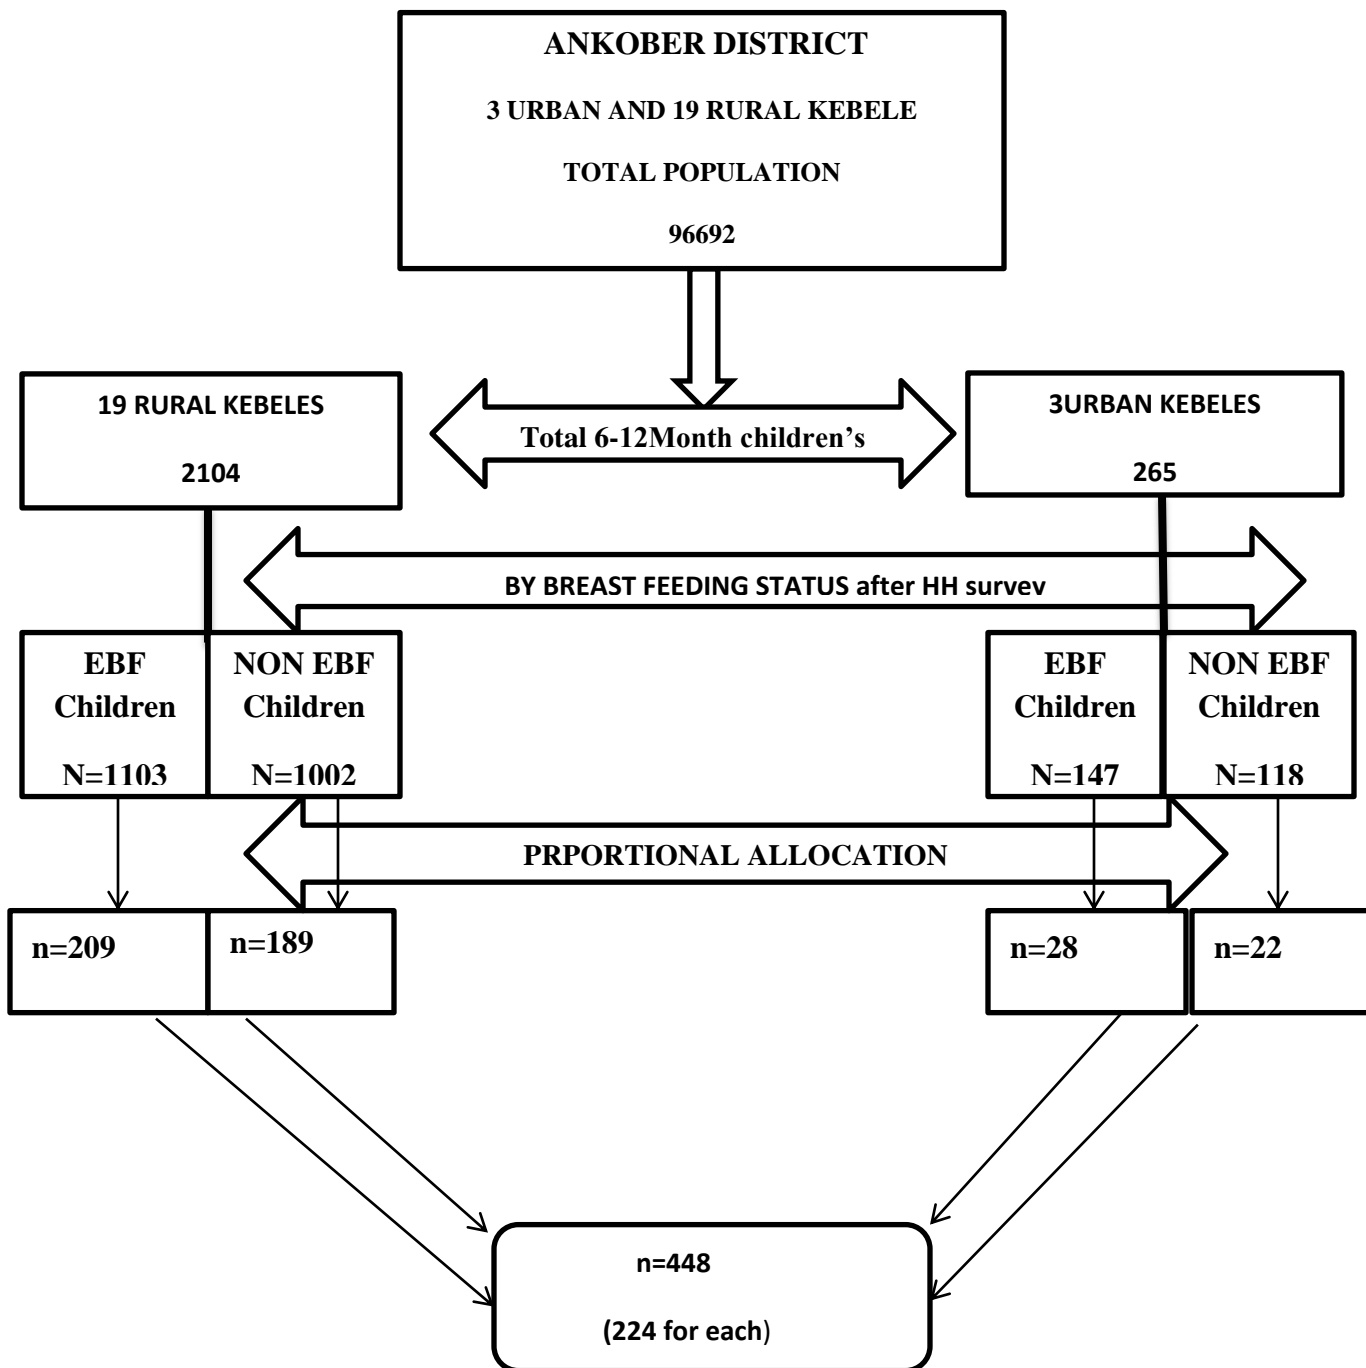 ANKOBER DISTRICT
3 URBAN AND 19 RURAL KEBELE
TOTAL POPULATION
96692
19 RURAL KEBELES
2104
Total 6-12Month children's
3URBAN KEBELES
265
BY BREAST FEEDING STATUS after HH survey
EBF
Children
N=1103
NON EBF
Children
N=1002
EBF
Children
N=147
NON EBF
Children
N=118
PRPORTIONAL ALLOCATION
n=209
n=189
n=28
n=22
n=448
(224 for each)